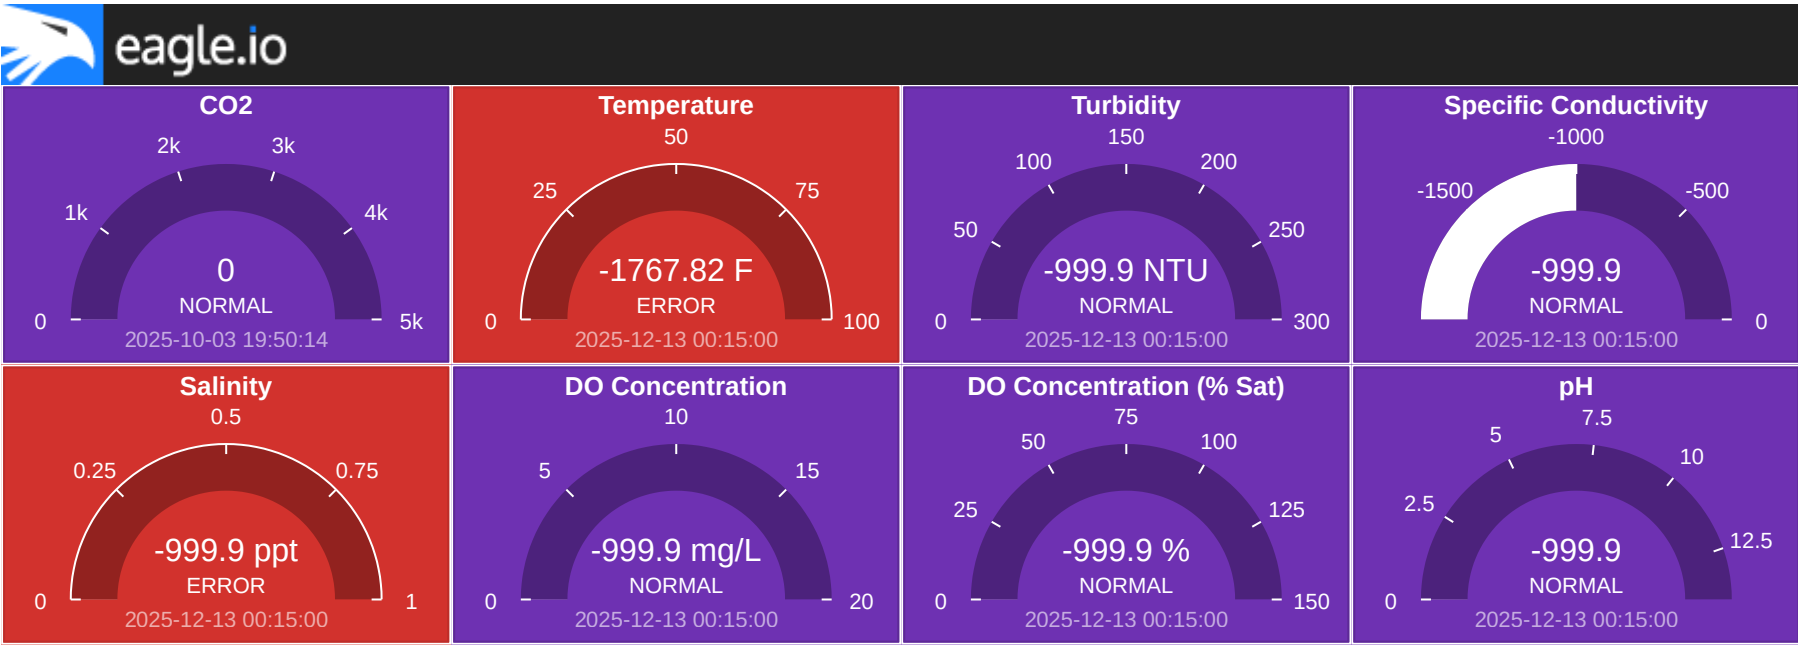 eagle.io
CO2
2k
3k
1k
4k
0
NORMAL
0
5k
2025-10-03 19:50:14
Temperature
50
25
75
-1767.82 F
ERROR
0
100
2025-12-13 00:15:00
Turbidity
150
100
200
50
250
-999.9 NTU
NORMAL
0
300
2025-12-13 00:15:00
Specific Conductivity
-1000
-1500
-500
-999.9
NORMAL
0
2025-12-13 00:15:00
Salinity
0.5
0.25
0.75
-999.9 ppt
ERROR
0
1
2025-12-13 00:15:00
DO Concentration
10
5
15
-999.9 mg/L
NORMAL
0
20
2025-12-13 00:15:00
DO Concentration (% Sat)
75
50
100
25
125
-999.9 %
NORMAL
0
150
2025-12-13 00:15:00
pH
7.5
5
10
2.5
12.5
-999.9
NORMAL
0
2025-12-13 00:15:00